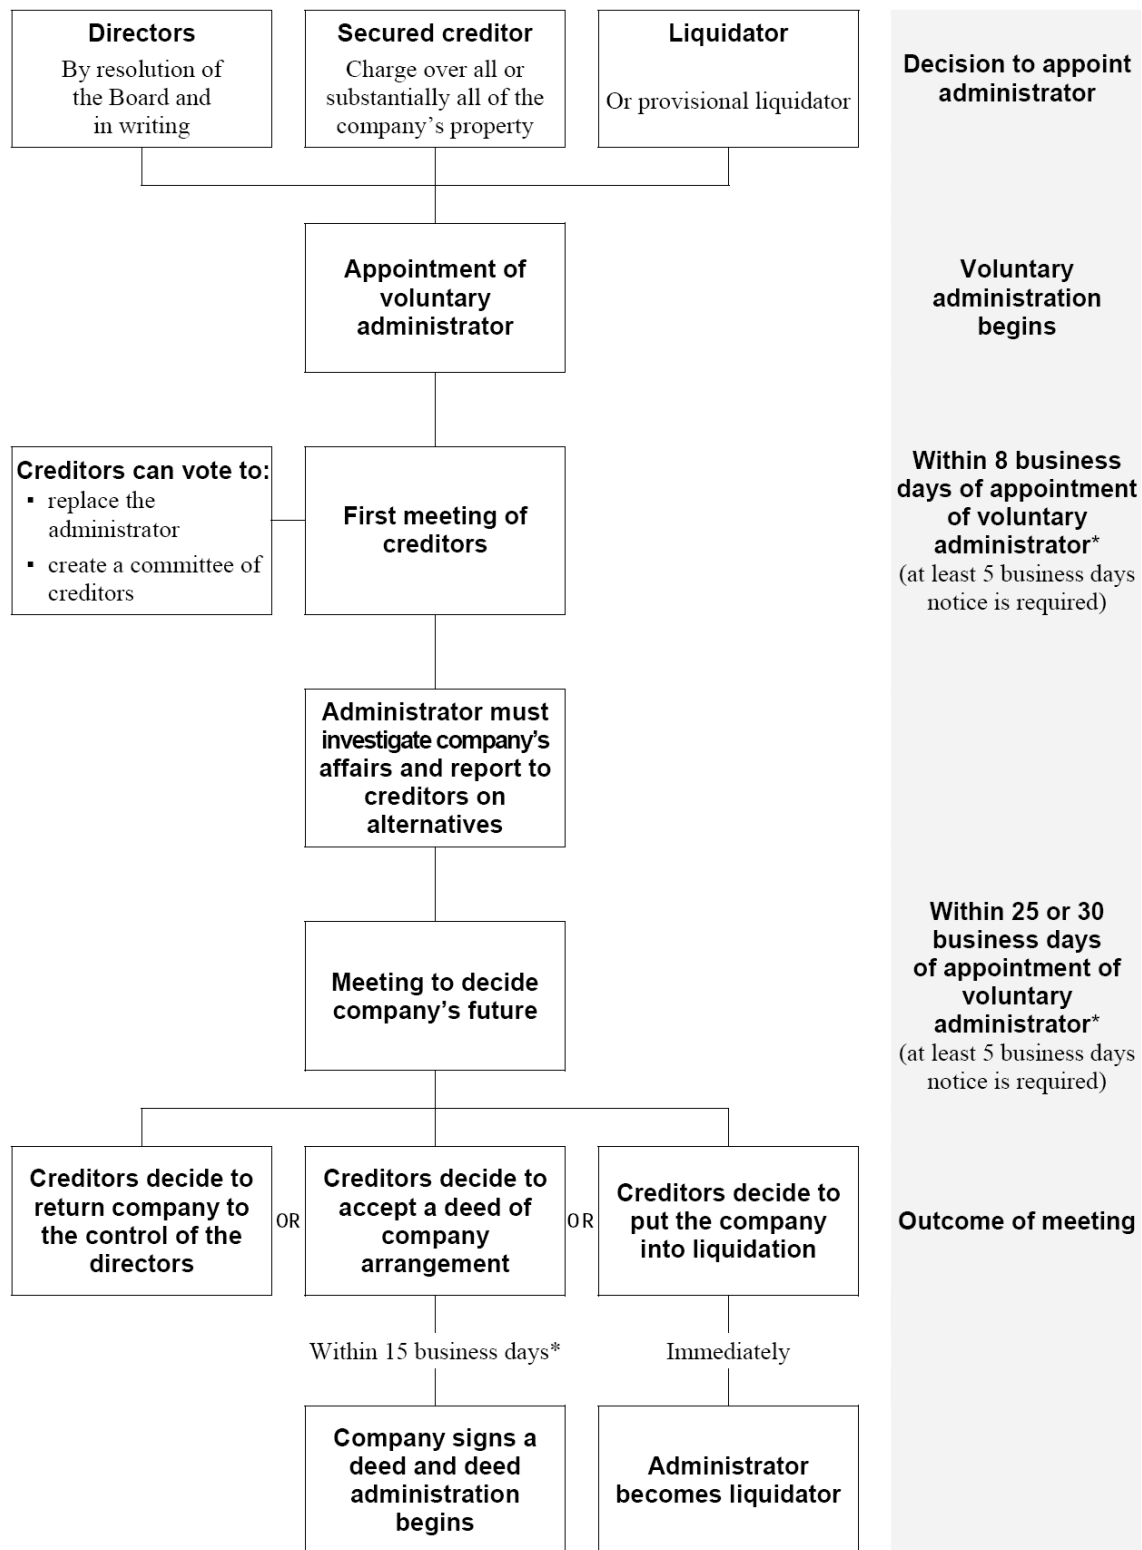 Directors
By resolution of
the Board and
in writing
Secured creditor
Charge over all or
substantially all of the
company’s property
Liquidator
Or provisional liquidator
Decision to appoint
administrator
Appointment of
voluntary
administrator
Voluntary
administration
begins
Creditors can vote to:
▪ replace the
administrator
▪ create a committee of
creditors
First meeting of
creditors
Within 8 business
days of appointment
of voluntary
administrator*
(at least 5 business days
notice is required)
Administrator must
investigate company’s
affairs and report to
creditors on
alternatives
Meeting to decide
company’s future
Within 25 or 30
business days
of appointment of
voluntary
administrator*
(at least 5 business days
notice is required)
Creditors decide to
return company to
the control of the
directors
OR
Creditors decide to
accept a deed of
company
arrangement
OR
Creditors decide to
put the company
into liquidation
Outcome of meeting
Within 15 business days*
Immediately
Company signs a
deed and deed
administration
begins
Administrator
becomes liquidator